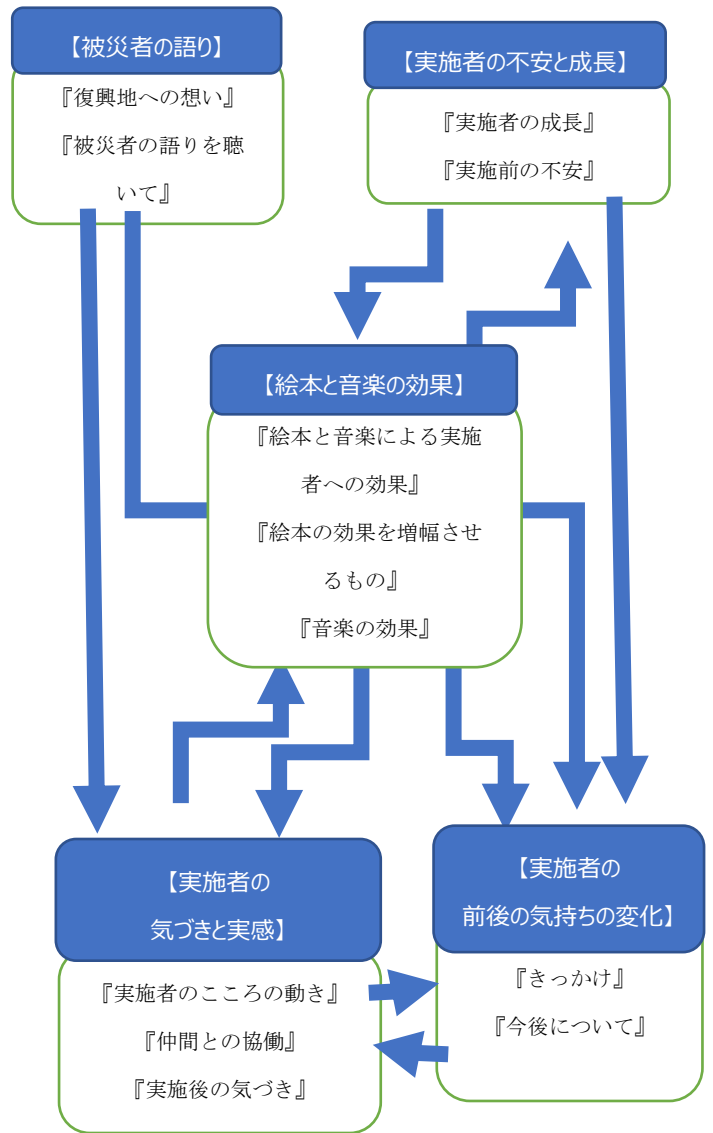 【被災者の語り】
『復興地への想い』
『被災者の語りを聴
いて』
【実施者の不安と成長】
『実施者の成長』
『実施前の不安』
【絵本と音楽の効果】
『絵本と音楽による実施
者への効果』
『絵本の効果を増幅させ
るもの』
『音楽の効果』
【実施者の
気づきと実感】
『実施者のこころの動き』
『仲間との協働』
『実施後の気づき』
【実施者の
前後の気持ちの変化】
『きっかけ』
『今後について』